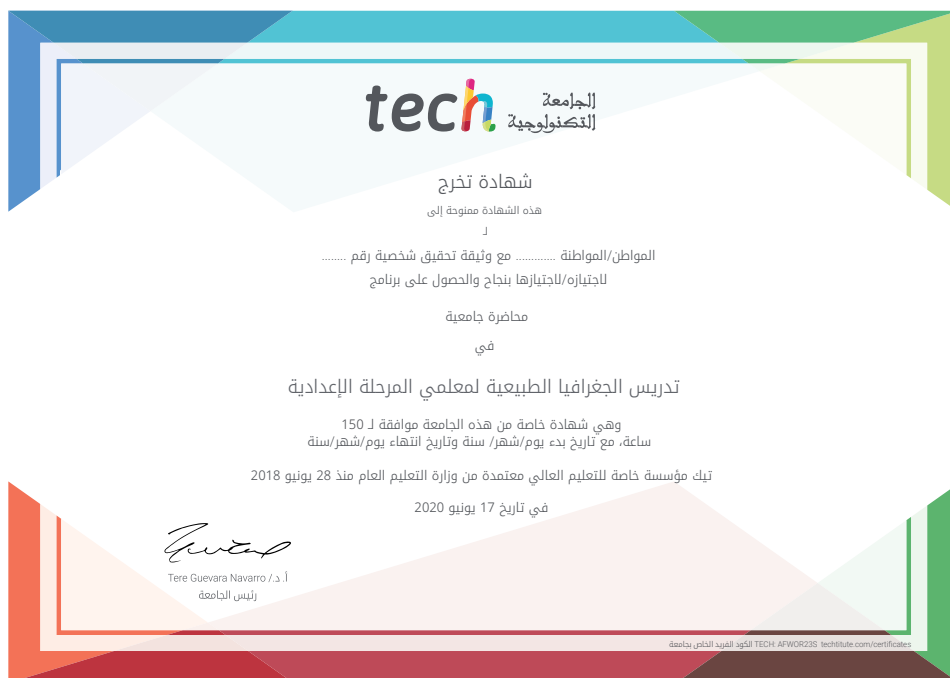 tech الجامعة
التكنولوجية
شهادة تخرج
هذه الشهادة ممنوحة إلى
لـ
المواطن/المواطنة ............. مع وثيقة تحقيق شخصية رقم ........
لاجتيازه/لاجتيازها بنجاح والحصول على برنامج
محاضرة جامعية
في
تدريس الجغرافيا الطبيعية لمعلمي المرحلة الإعدادية
وهي شهادة خاصة من هذه الجامعة موافقة لـ 150
ساعة، مع تاريخ بدء يوم/شهر/ سنة وتاريخ انتهاء يوم/شهر/سنة
تيك مؤسسة خاصة للتعليم العالي معتمدة من وزارة التعليم العام منذ 28 يونيو 2018
في تاريخ 17 يونيو 2020
أ. د./ Tere Guevara Navarro
رئيس الجامعة
الكود الفريد الخاص بجامعة TECH: AFWOR23S techtitute.com/certificates